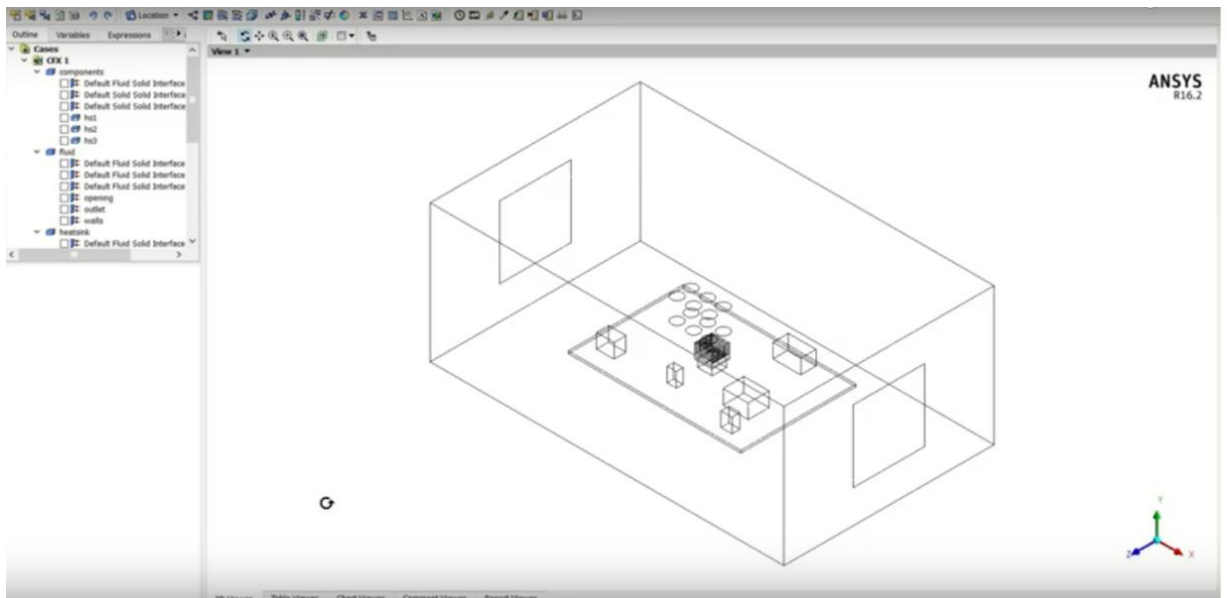 Location
Outline Variables Expressions
View 1
Cases
CFX 1
components
Default Fluid Solid Interface
Default Solid Solid Interface
Default Solid Solid Interface
hs1
hs2
hs3
fluid
Default Fluid Solid Interface
Default Fluid Solid Interface
Default Fluid Solid Interface
opening
outlet
walls
heatsink
Default Fluid Solid Interface
ANSYS
R16.2
Y
Z
X